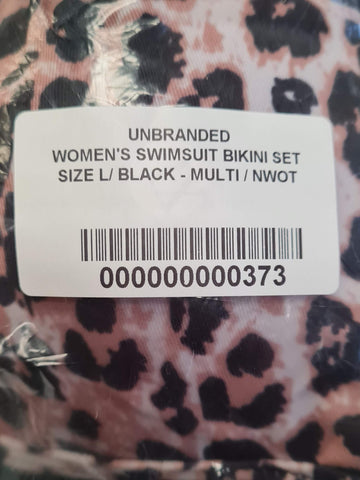 UNBRANDED
WOMEN'S SWIMSUIT BIKINI SET
SIZE L/ BLACK - MULTI / NWOT
000000000373